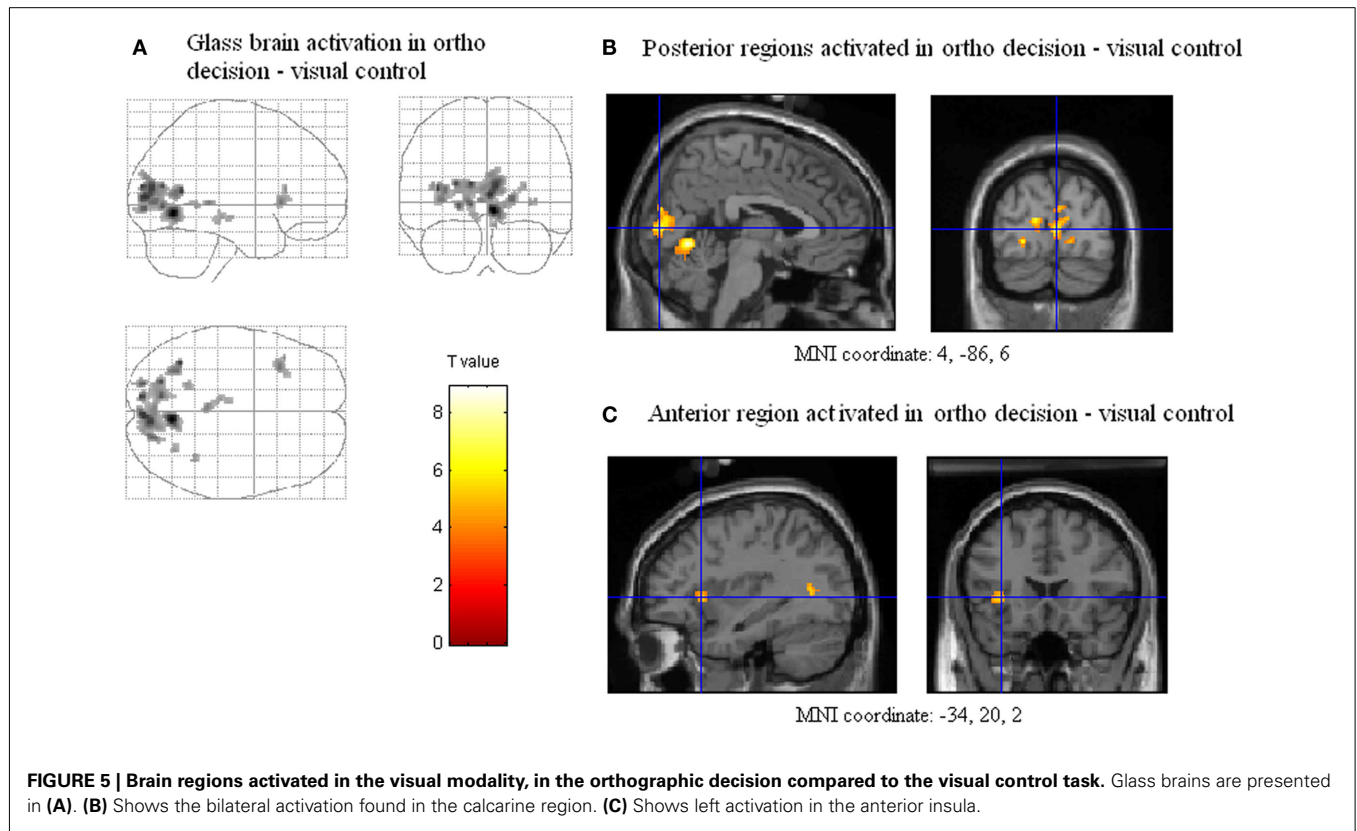 A Glass brain activation in ortho
decision - visual control
B Posterior regions activated in ortho decision - visual control
MNI coordinate: 4, -86, 6
T value
8
6
4
2
0
C Anterior region activated in ortho decision - visual control
MNI coordinate: -34, 20, 2
FIGURE 5 | Brain regions activated in the visual modality, in the orthographic decision compared to the visual control task. Glass brains are presented
in (A). (B) Shows the bilateral activation found in the calcarine region. (C) Shows left activation in the anterior insula.